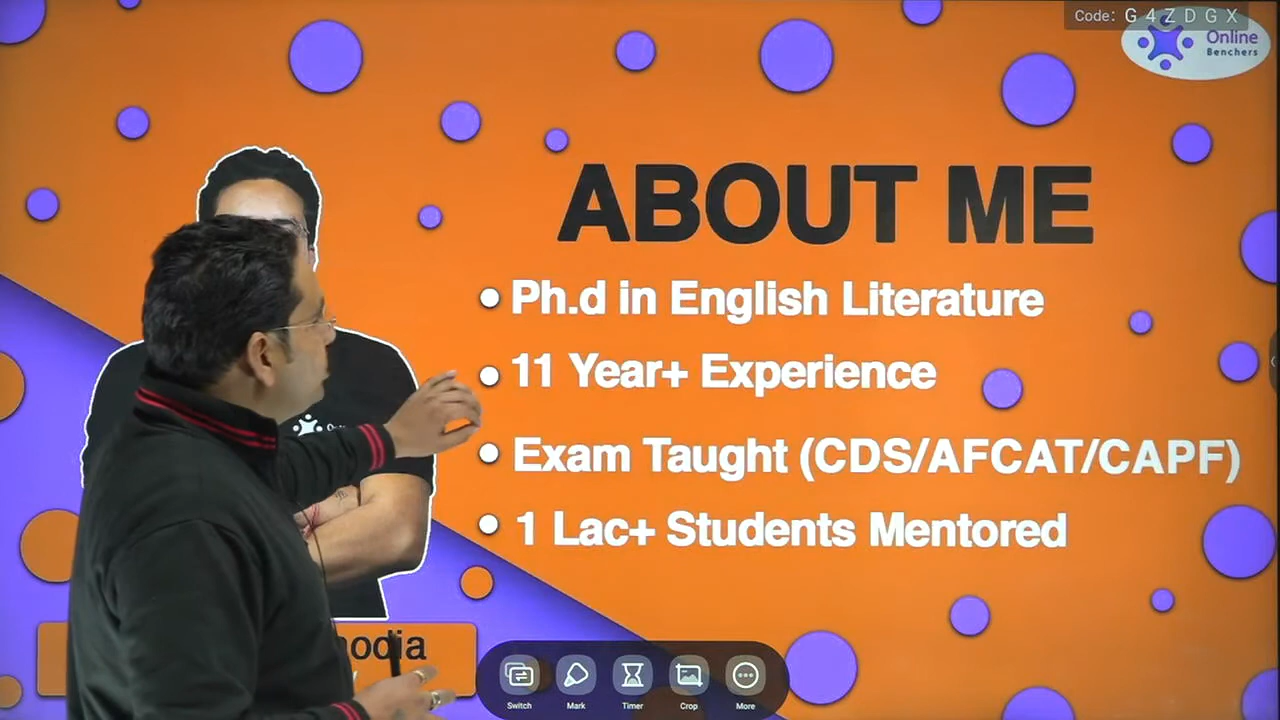 Code: G 4 Z D G X
Online
Benchers
ABOUT ME
Ph.d in English Literature
11 Year+ Experience
Exam Taught (CDS/AFCAT/CAPF)
1 Lac+ Students Mentored
Switch
Mark
Timer
Crop
More